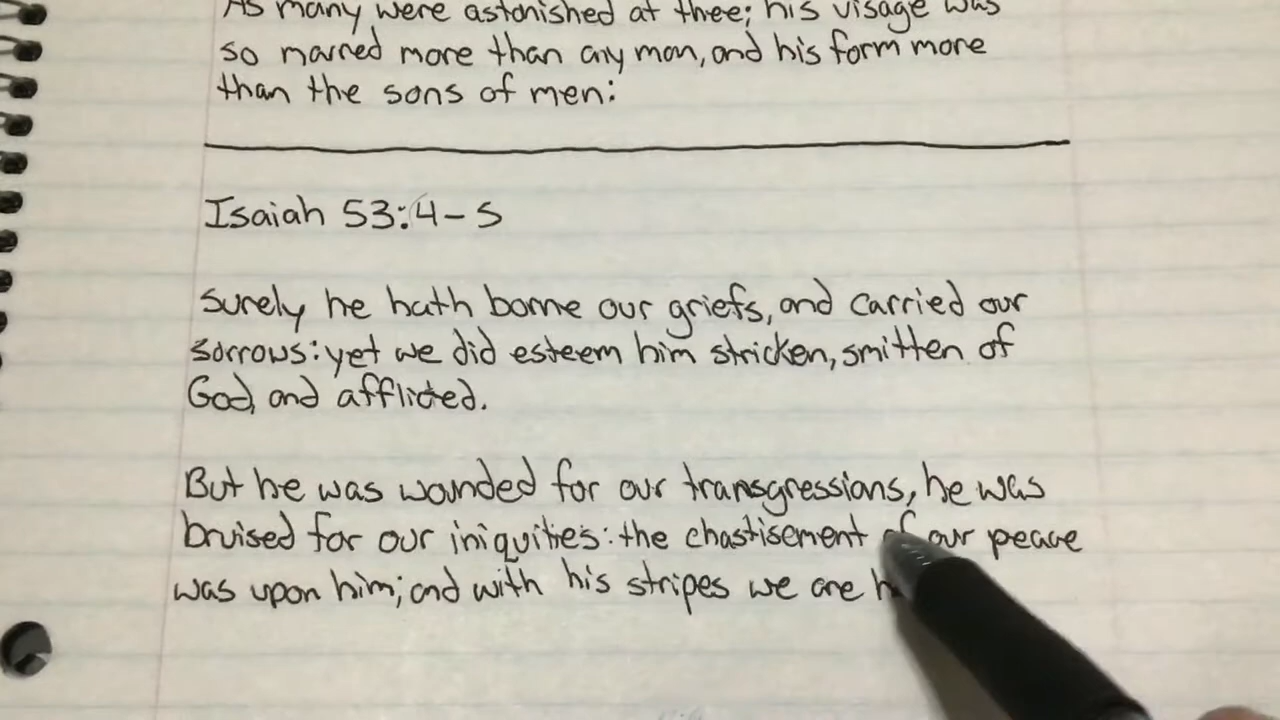 As many were astonished at thee; his visage was
so marred more than any man, and his form more
than the sons of men:
Isaiah 53:4-5
Surely he hath borne our griefs, and carried our
sorrows: yet we did esteem him stricken, smitten of
God, and afflicted.
But he was wounded for our transgressions, he was
bruised for our iniquities: the chastisement of our peace
was upon him; and with his stripes we are